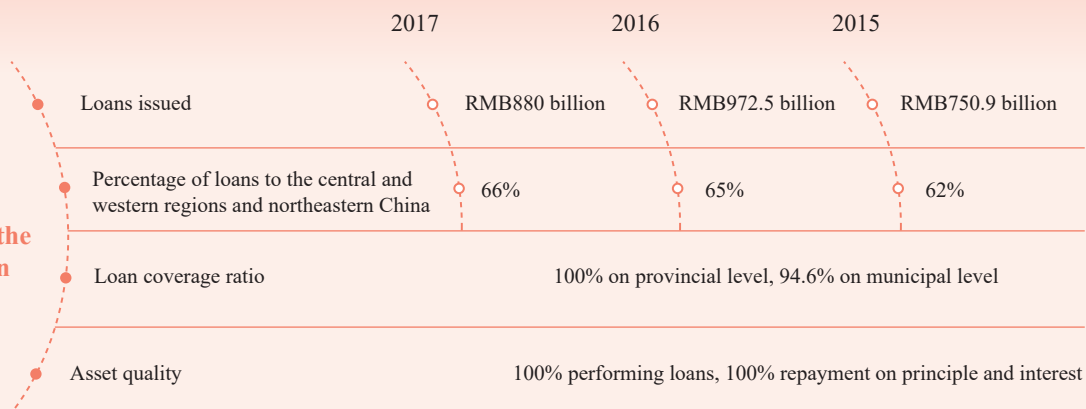 2017 2016 2015
Loans issued RMB880 billion RMB972.5 billion RMB750.9 billion
Percentage of loans to the central and
western regions and northeastern China 66% 65% 62%
the
Loan coverage ratio 100% on provincial level, 94.6% on municipal level
Asset quality 100% performing loans, 100% repayment on principle and interest